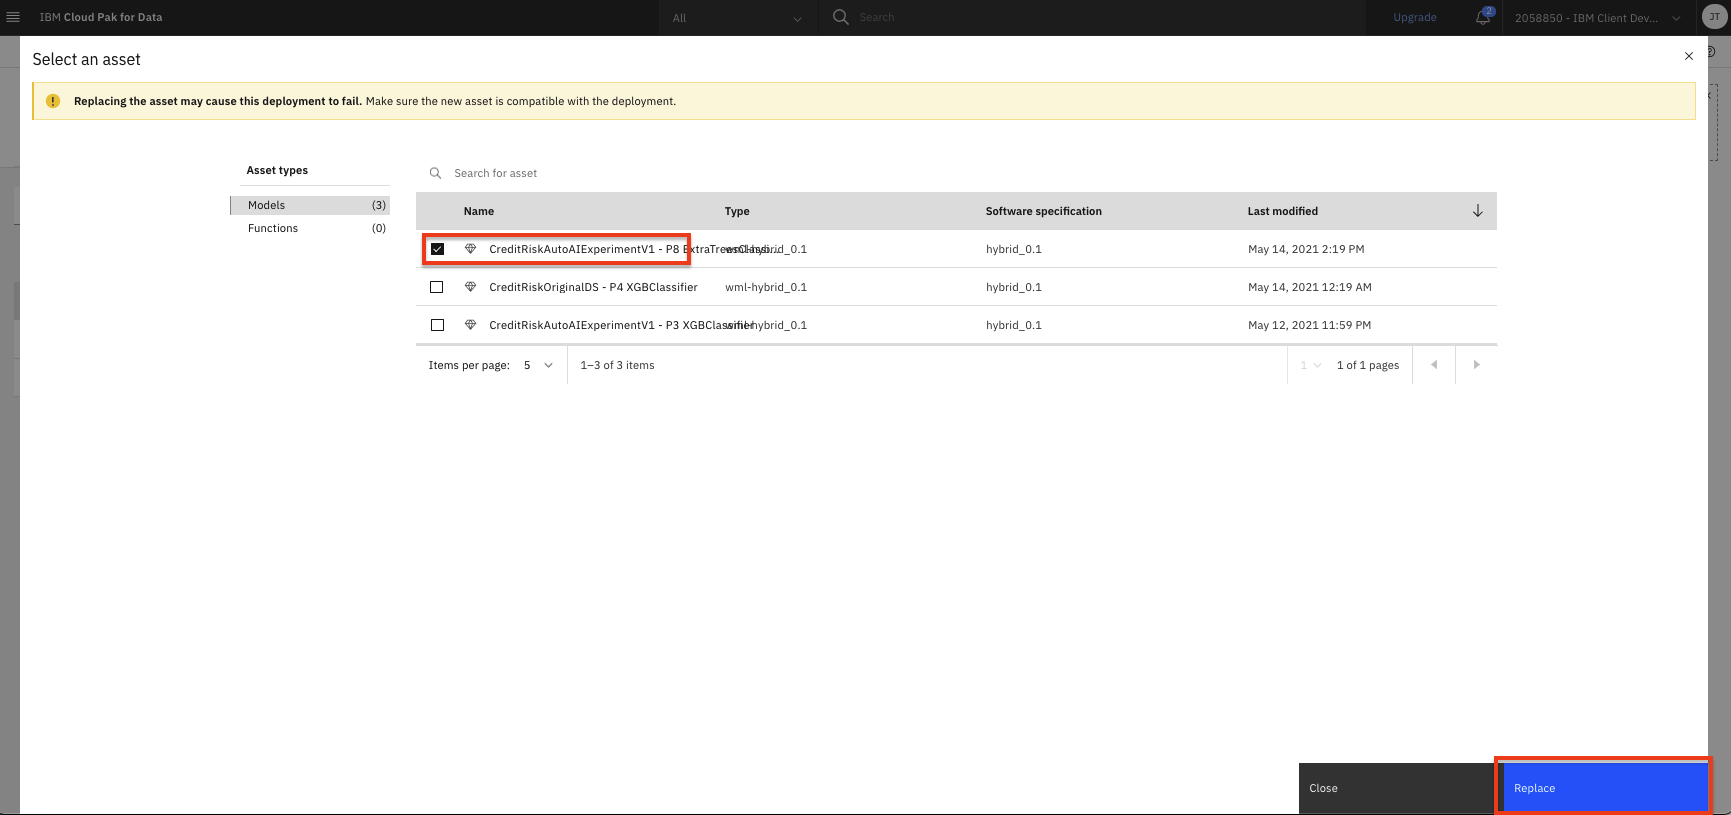 IBM Cloud Pak for Data All Search Upgrade 2 2058850 - IBM Client Dev... JT
Select an asset
Replacing the asset may cause this deployment to fail. Make sure the new asset is compatible with the deployment.
Asset types
Models (3)
Functions (0)
Search for asset
Name Type Software specification Last modified
CreditRiskAutoAIExperimentV1 - P8 ExtraTreesClassi... wml-hybrid_0.1 hybrid_0.1 May 14, 2021 2:19 PM
CreditRiskOriginalDS - P4 XGBClassifier wml-hybrid_0.1 hybrid_0.1 May 14, 2021 12:19 AM
CreditRiskAutoAIExperimentV1 - P3 XGBClassifier wml-hybrid_0.1 hybrid_0.1 May 12, 2021 11:59 PM
Items per page: 5 1–3 of 3 items 1 1 of 1 pages
Close Replace